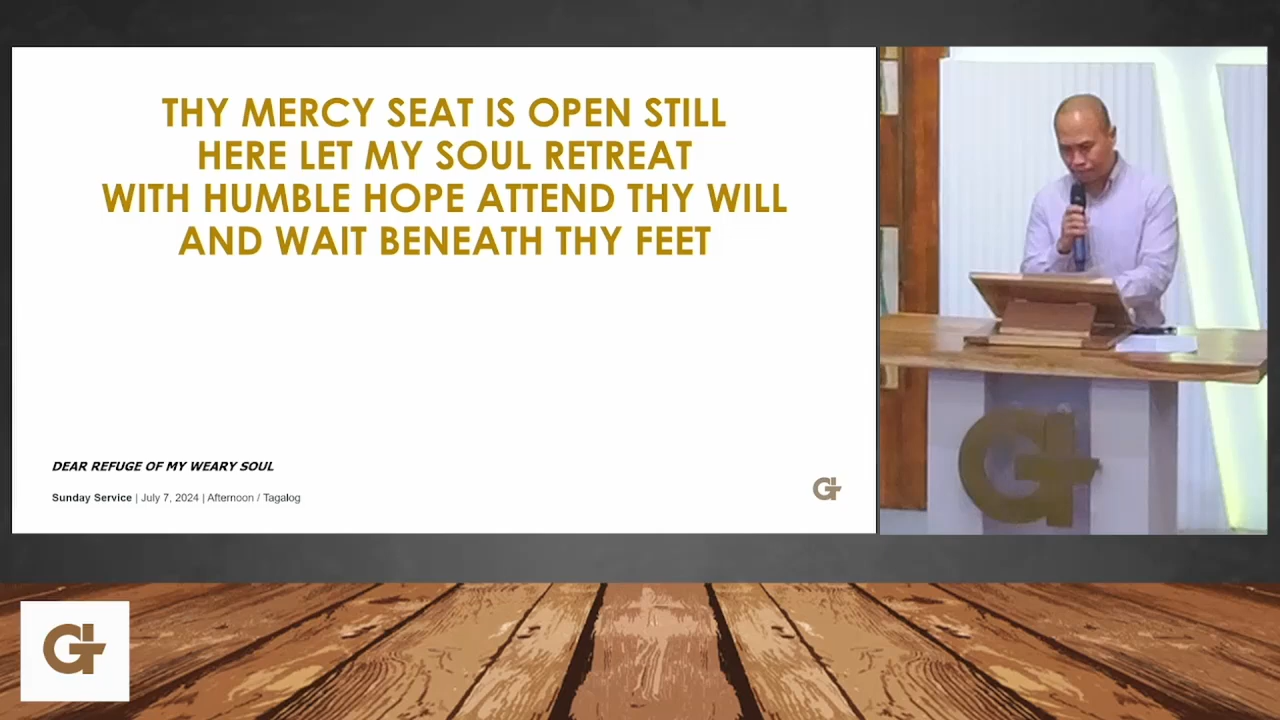 THY MERCY SEAT IS OPEN STILL
HERE LET MY SOUL RETREAT
WITH HUMBLE HOPE ATTEND THY WILL
AND WAIT BENEATH THY FEET
DEAR REFUGE OF MY WEARY SOUL
Sunday Service | July 7, 2024 | Afternoon / Tagalog